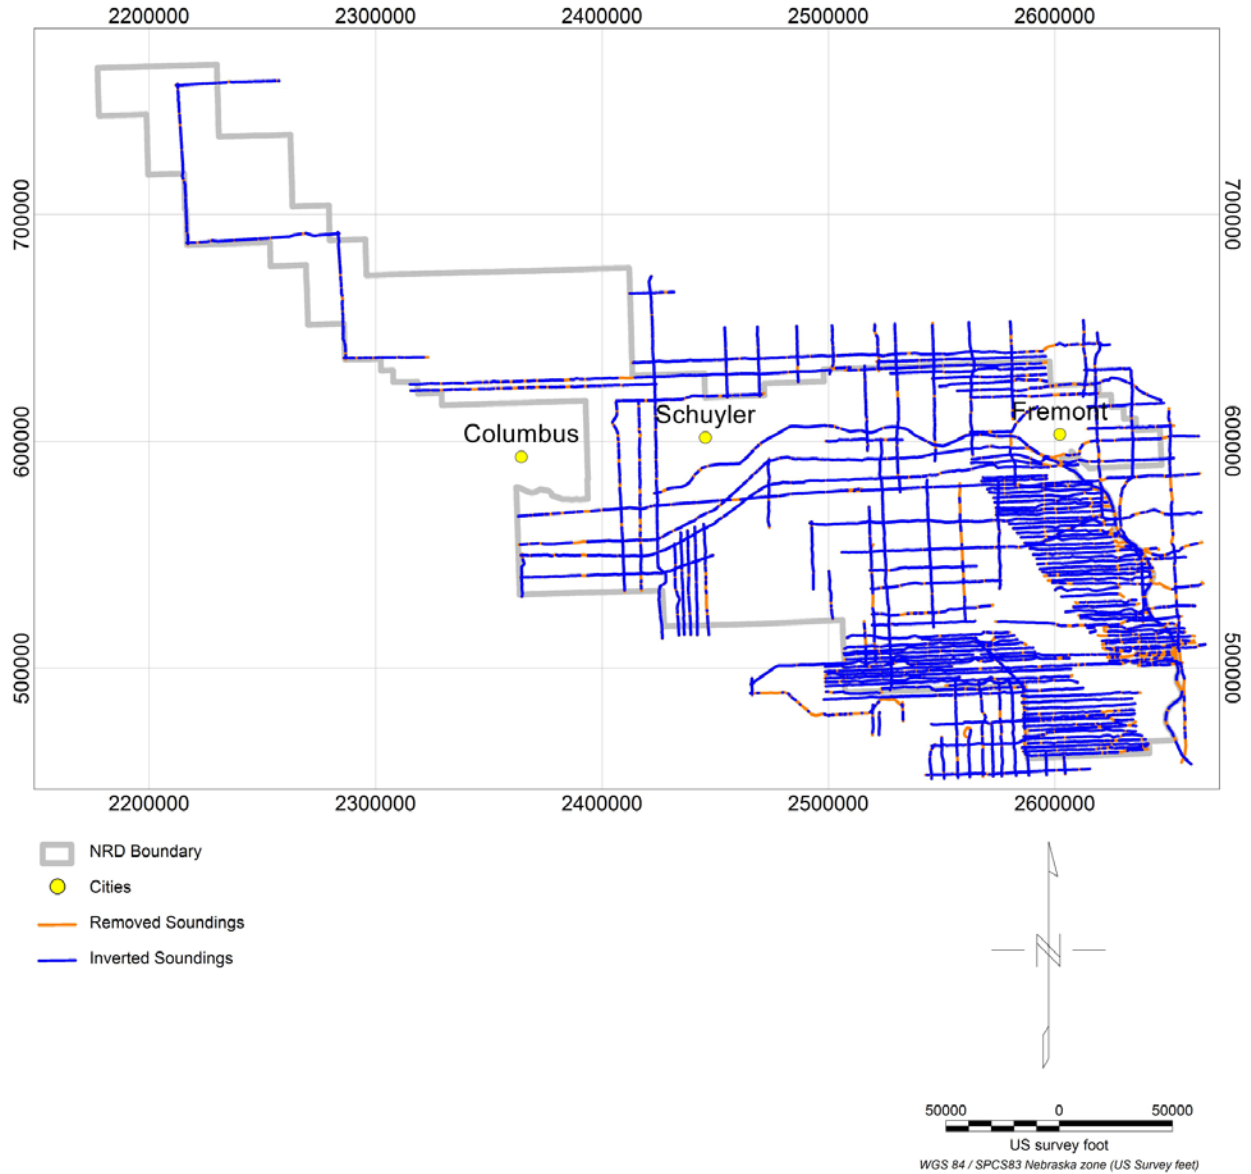 2200000 2300000 2400000 2500000 2600000
700000 700000
600000 600000
500000 500000
Columbus
Schuyler
Fremont
2200000 2300000 2400000 2500000 2600000
NRD Boundary
Cities
Removed Soundings
Inverted Soundings
N
50000 0 50000
US survey foot
WGS 84 / SPCS83 Nebraska zone (US Survey feet)